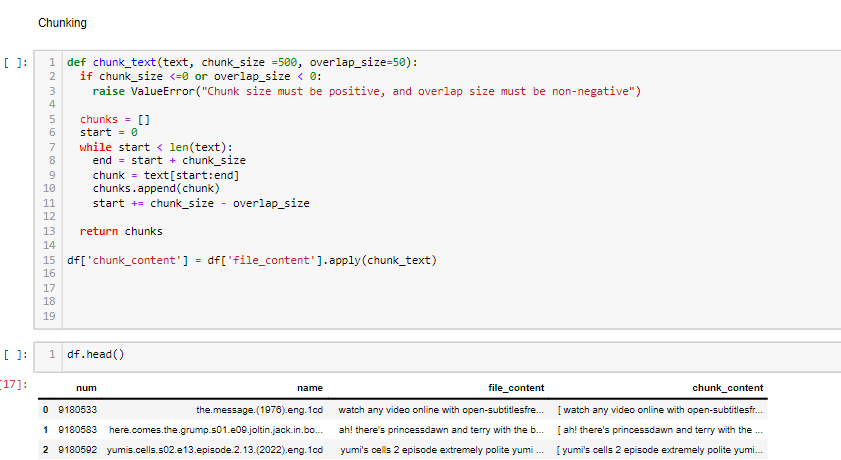 Chunking
[ ]:
1 def chunk_text(text, chunk_size =500, overlap_size=50):
2 if chunk_size <=0 or overlap_size < 0:
3 raise ValueError("Chunk size must be positive, and overlap size must be non-negative")
4
5 chunks = []
6 start = 0
7 while start < len(text):
8 end = start + chunk_size
9 chunk = text[start:end]
10 chunks.append(chunk)
11 start += chunk_size - overlap_size
12
13 return chunks
14
15 df['chunk_content'] = df['file_content'].apply(chunk_text)
16
17
18
19
[ ]: 1 df.head()
[17]:
num name file_content chunk_content
0 9180533 the.message.(1976).eng.1cd watch any video online with open-subtitlesfre... [ watch any video online with open-subtitlesfr...
1 9180583 here.comes.the.grump.s01.e09.joltin.jack.in.bo... ah! there's princessdawn and terry with the b... [ ah! there's princessdawn and terry with the ...
2 9180592 yumis.cells.s02.e13.episode.2.13.(2022).eng.1cd yumi's cells 2 episode extremely polite yumi ... [ yumi's cells 2 episode extremely polite yumi...